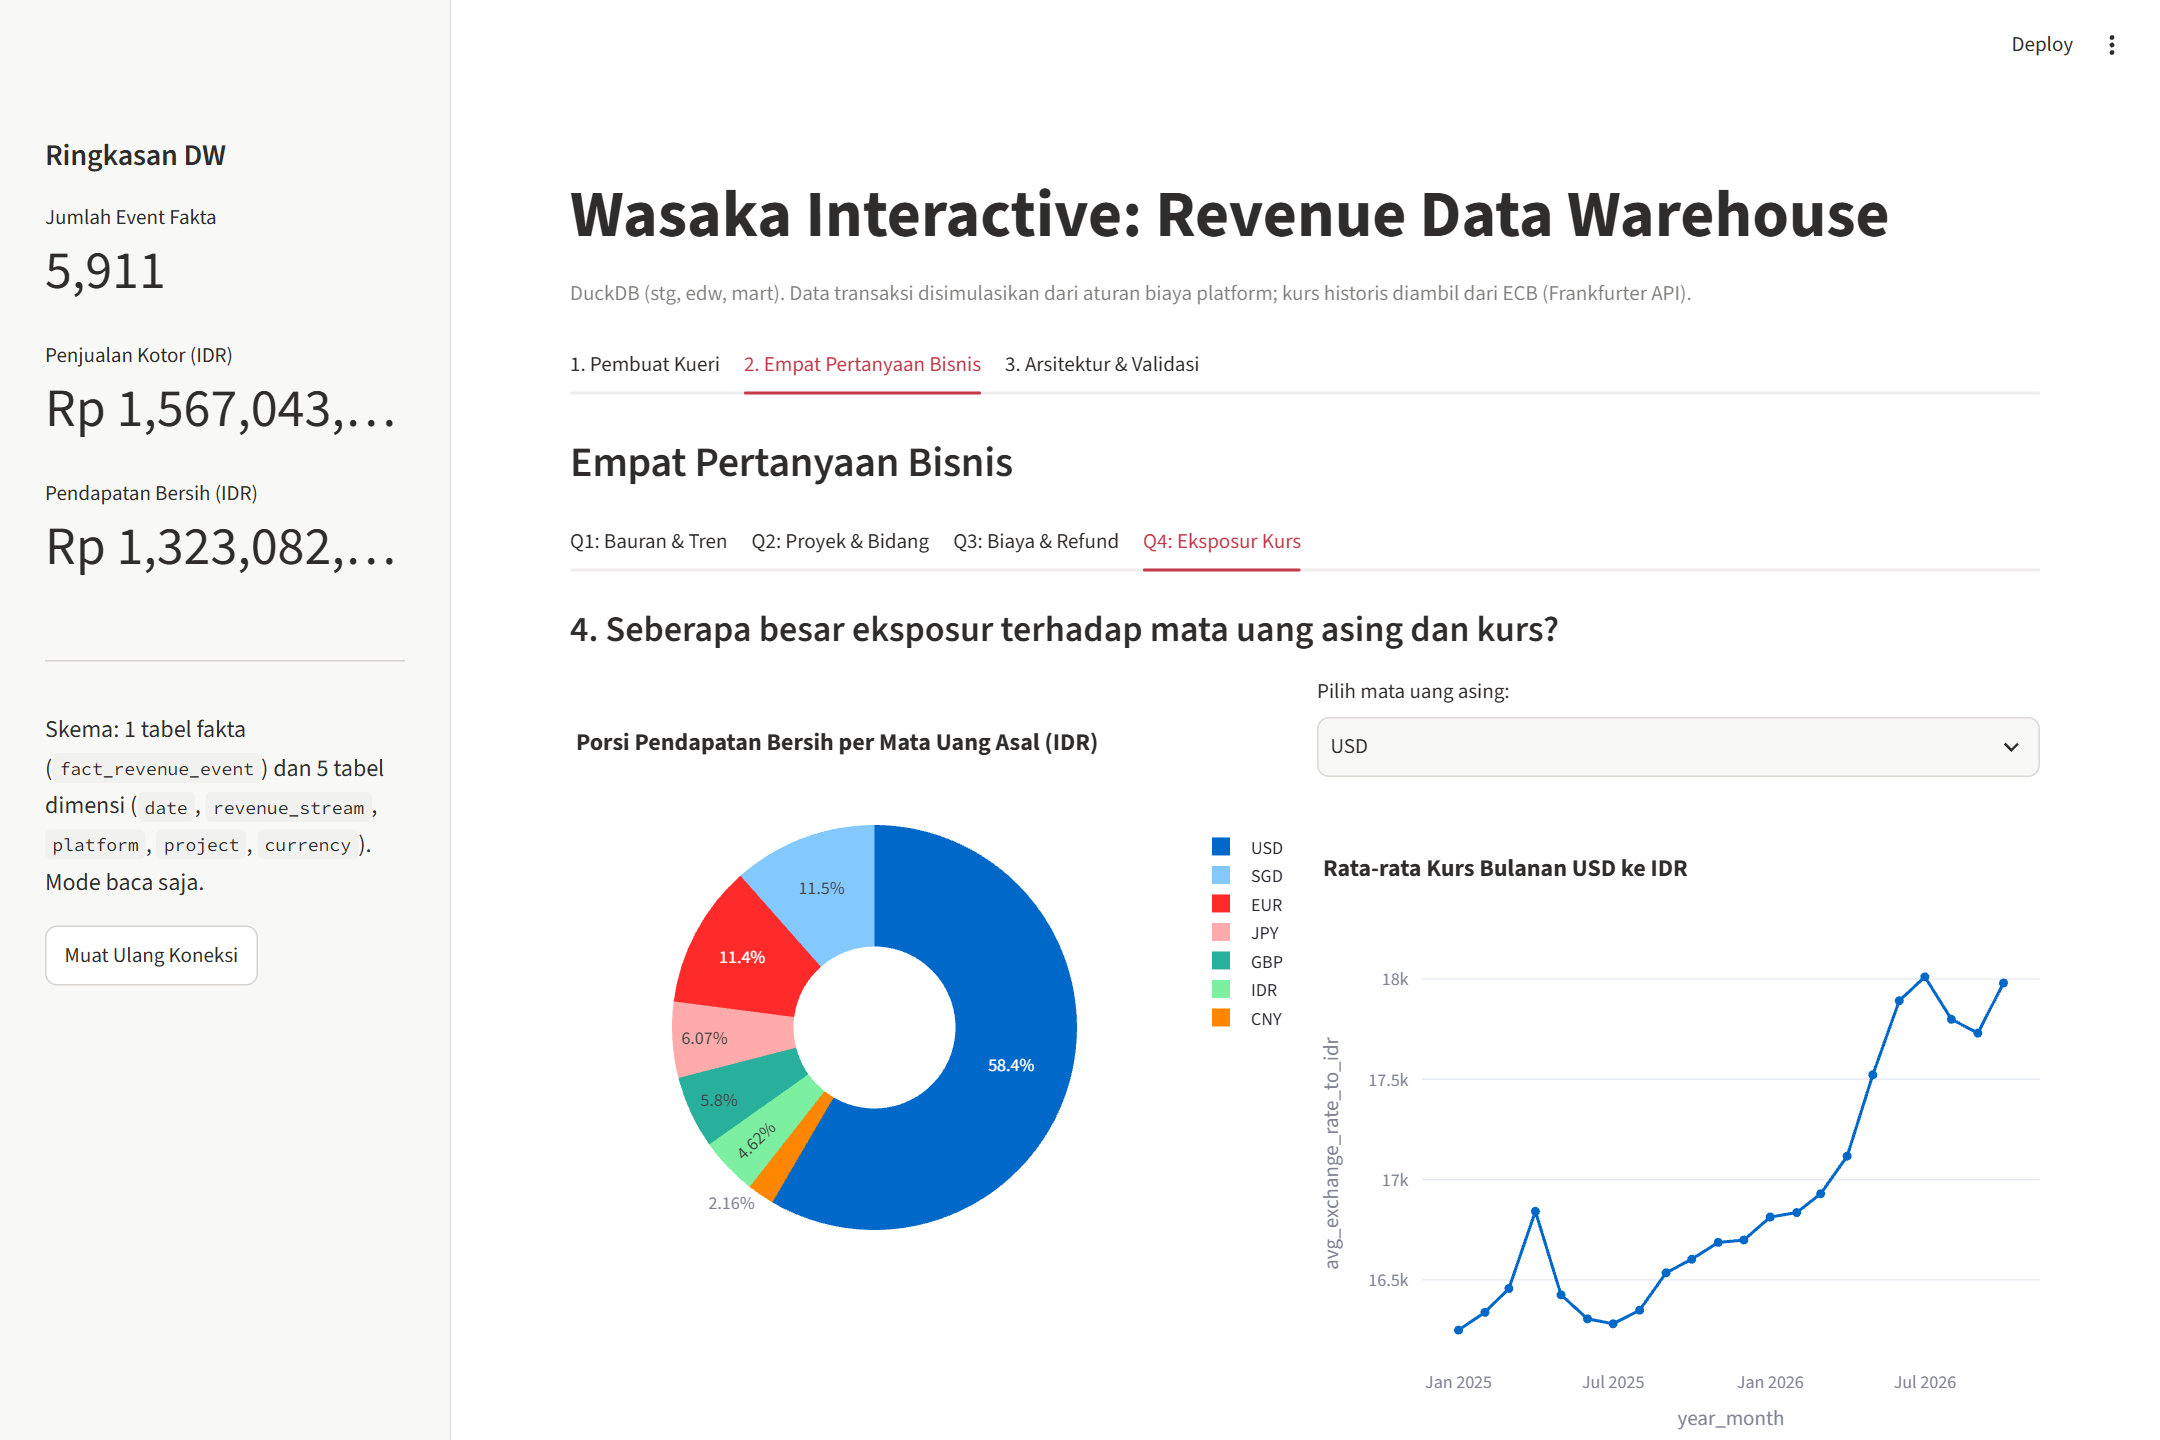 Deploy
Ringkasan DW
Jumlah Event Fakta
5,911
Penjualan Kotor (IDR)
Rp 1,567,043,…
Pendapatan Bersih (IDR)
Rp 1,323,082,…
Skema: 1 tabel fakta
( fact_revenue_event ) dan 5 tabel
dimensi ( date , revenue_stream ,
platform , project , currency ).
Mode baca saja.
Muat Ulang Koneksi
Wasaka Interactive: Revenue Data Warehouse
DuckDB (stg, edw, mart). Data transaksi disimulasikan dari aturan biaya platform; kurs historis diambil dari ECB (Frankfurter API).
1. Pembuat Kueri 2. Empat Pertanyaan Bisnis 3. Arsitektur & Validasi
Empat Pertanyaan Bisnis
Q1: Bauran & Tren Q2: Proyek & Bidang Q3: Biaya & Refund Q4: Eksposur Kurs
4. Seberapa besar eksposur terhadap mata uang asing dan kurs?
Porsi Pendapatan Bersih per Mata Uang Asal (IDR)
11.5%
11.4%
6.07%
5.8%
4.62%
2.16%
58.4%
USD
SGD
EUR
JPY
GBP
IDR
CNY
Pilih mata uang asing:
USD
Rata-rata Kurs Bulanan USD ke IDR
avg_exchange_rate_to_idr
18k
17.5k
17k
16.5k
Jan 2025 Jul 2025 Jan 2026 Jul 2026
year_month